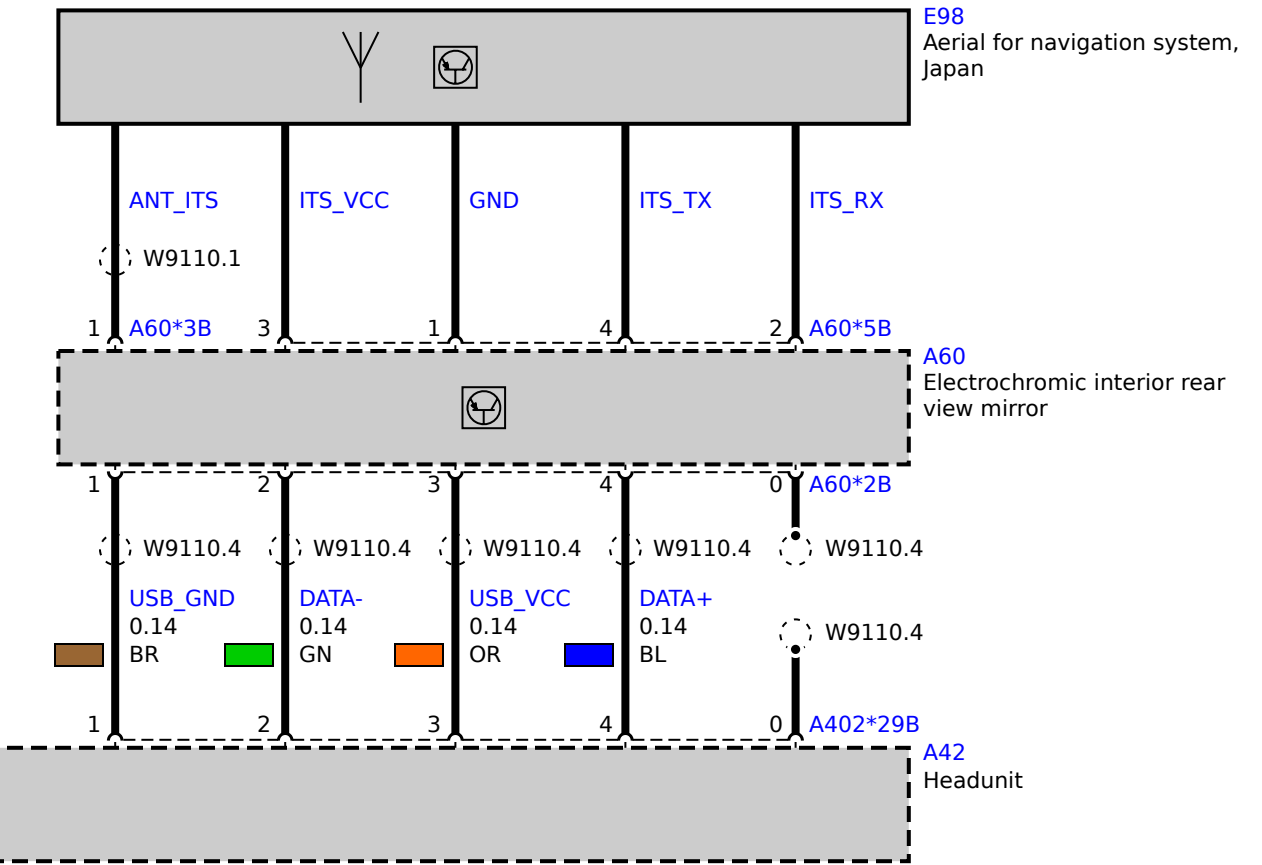 E98
Aerial for navigation system,
Japan
ANT_ITS ITS_VCC GND ITS_TX ITS_RX
W9110.1
1 A60*3B 3 1 4 2 A60*5B
A60
Electrochromic interior rear
view mirror
1 2 3 4 0 A60*2B
W9110.4 W9110.4 W9110.4 W9110.4 W9110.4
USB_GND DATA- USB_VCC DATA+
0.14 0.14 0.14 0.14 W9110.4
BR GN OR BL
1 2 3 4 0 A402*29B
A42
Headunit